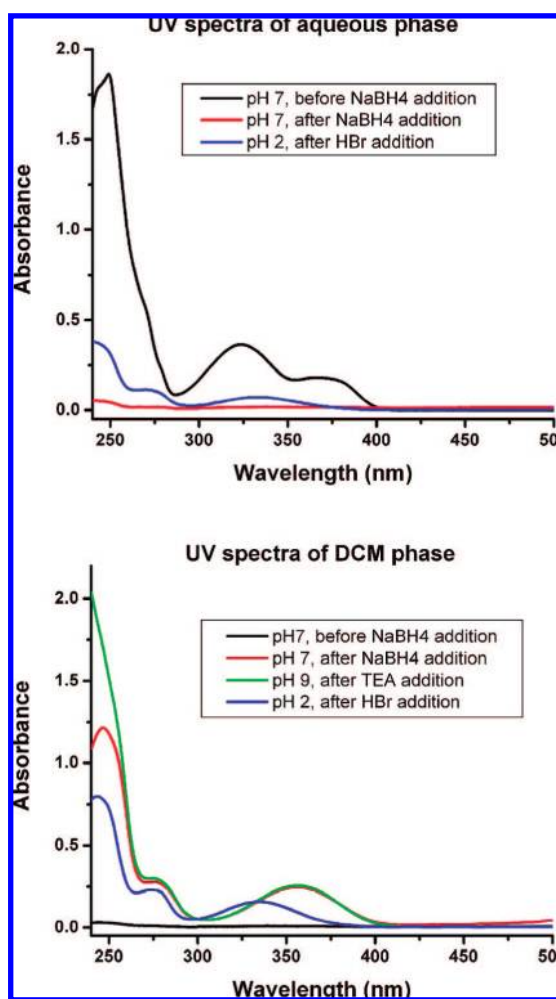 UV spectra of aqueous phase
2.0
1.5
1.0
0.5
0.0
Absorbance
pH 7, before NaBH4 addition
pH 7, after NaBH4 addition
pH 2, after HBr addition
250 300 350 400 450 50
Wavelength (nm)
UV spectra of DCM phase
2.0
1.5
1.0
0.5
0.0
Absorbance
pH7, before NaBH4 addition
pH 7, after NaBH4 addition
pH 9, after TEA addition
pH 2, after HBr addition
250 300 350 400 450 50
Wavelength (nm)